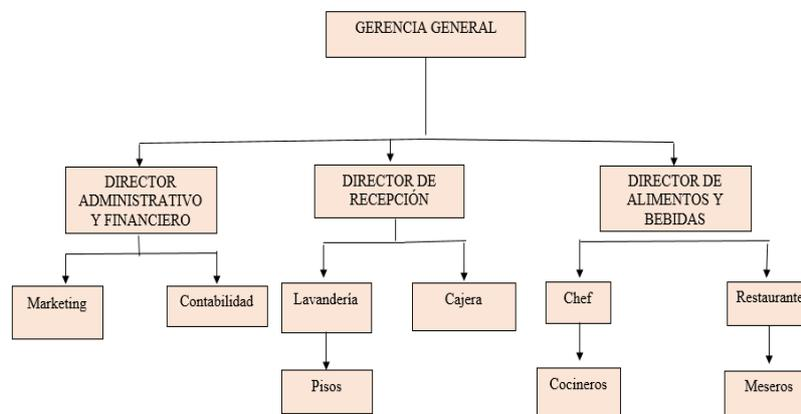 GERENCIA GENERAL
DIRECTOR
ADMINISTRATIVO
Y FINANCIERO
DIRECTOR DE
RECEPCIÓN
DIRECTOR DE
ALIMENTOS Y
BEBIDAS
Marketing
Contabilidad
Lavandería
Cajera
Chef
Restaurante
Pisos
Cocineros
Meseros